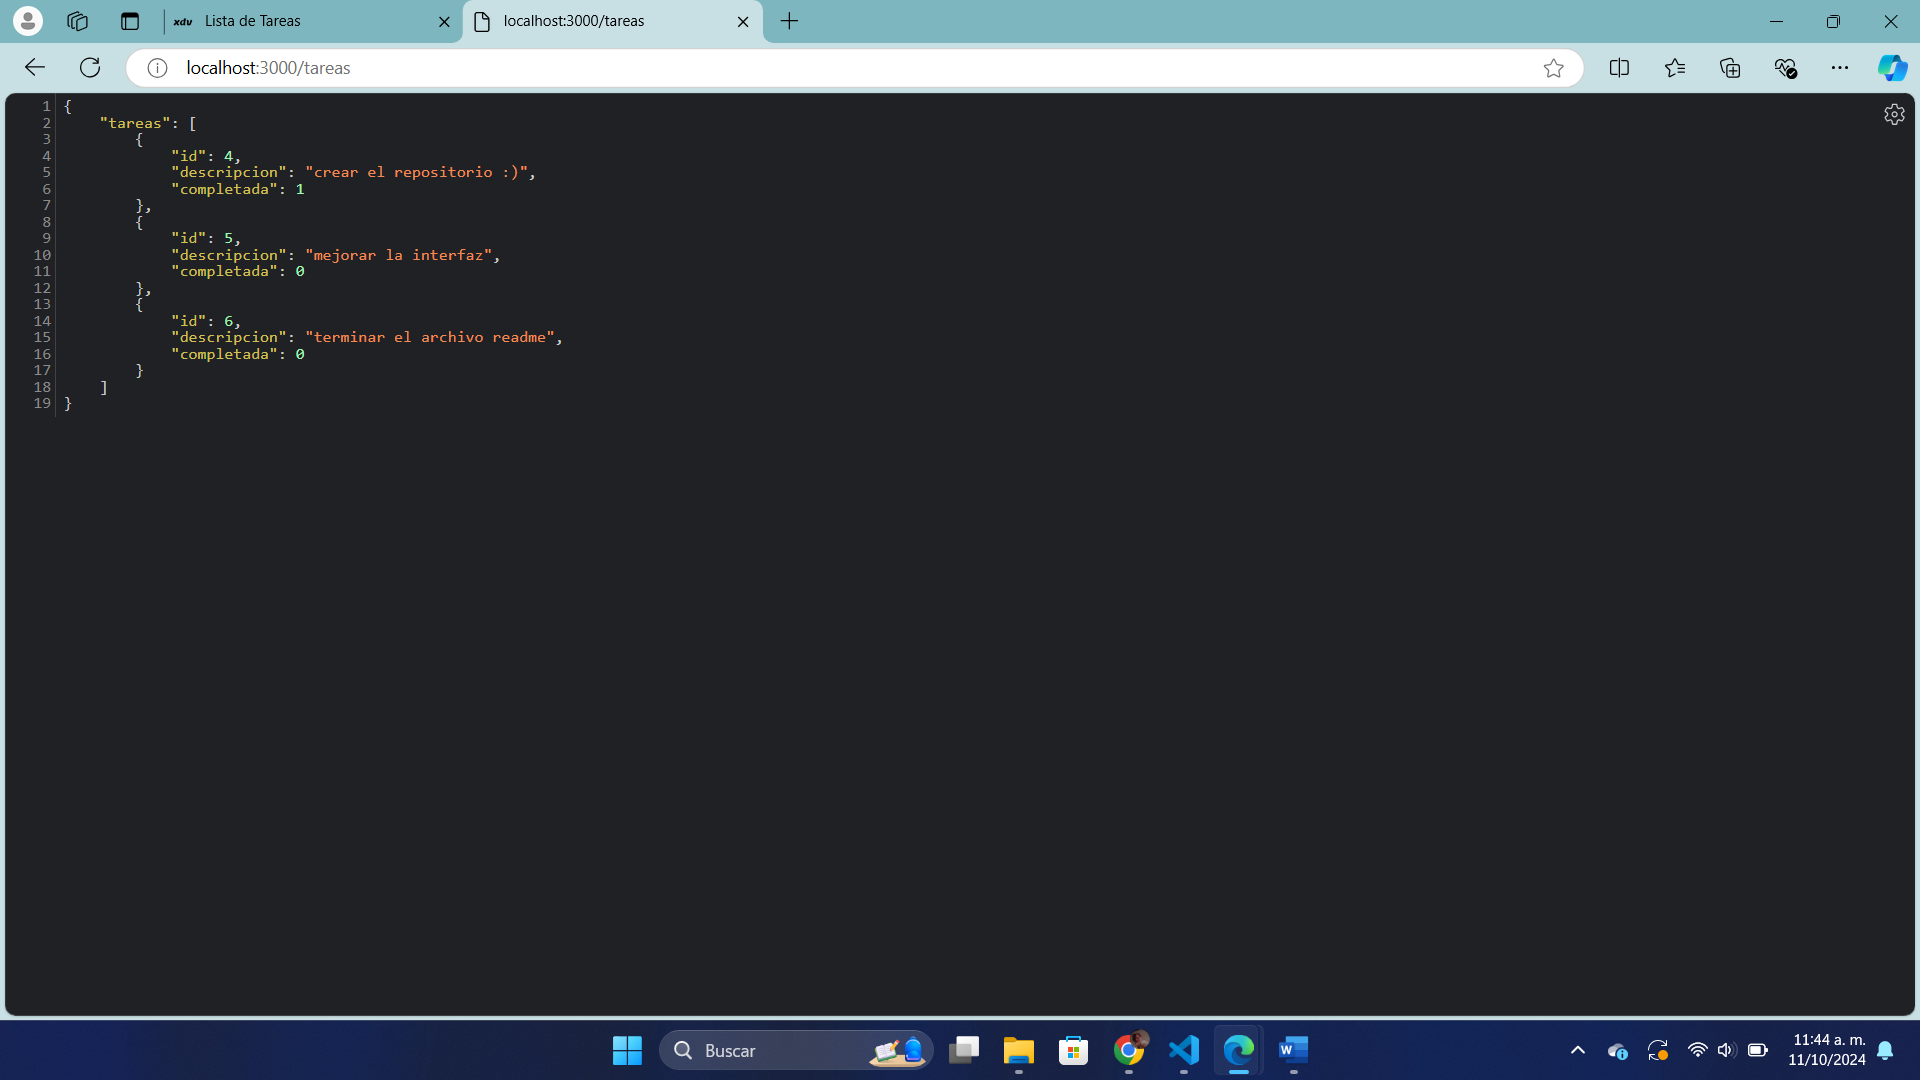 xdv Lista de Tareas
localhost:3000/tareas
localhost:3000/tareas
1 {
2     "tareas": [
3         {
4             "id": 4,
5             "descripcion": "crear el repositorio :)",
6             "completada": 1
7         },
8         {
9             "id": 5,
10             "descripcion": "mejorar la interfaz",
11             "completada": 0
12         },
13         {
14             "id": 6,
15             "descripcion": "terminar el archivo readme",
16             "completada": 0
17         }
18     ]
19 }
Buscar
W
11:44 a. m.
11/10/2024